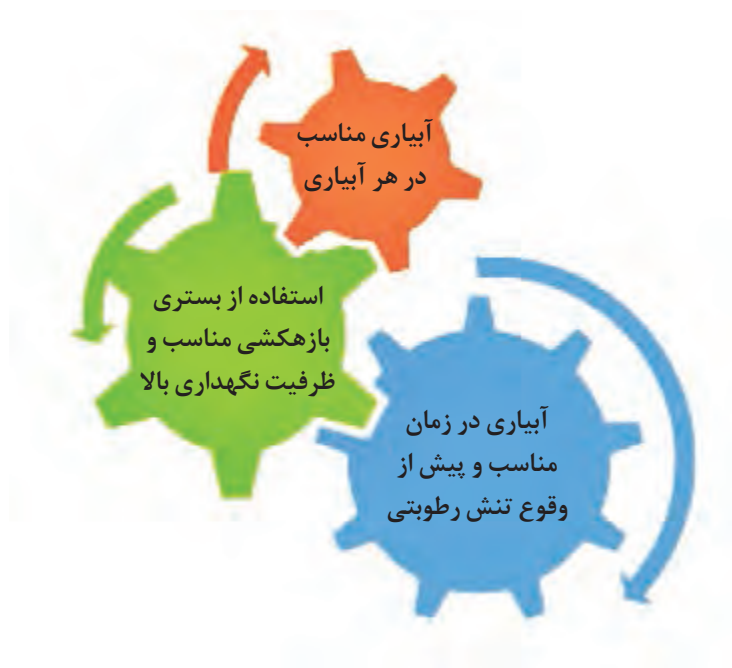 آبیاری مناسب
در هر آبیاری
استفاده از بستری
بازهکشی مناسب و
ظرفیت نگهداری بالا
آبیاری در زمان
مناسب و پیش از
وقوع تنش رطوبتی